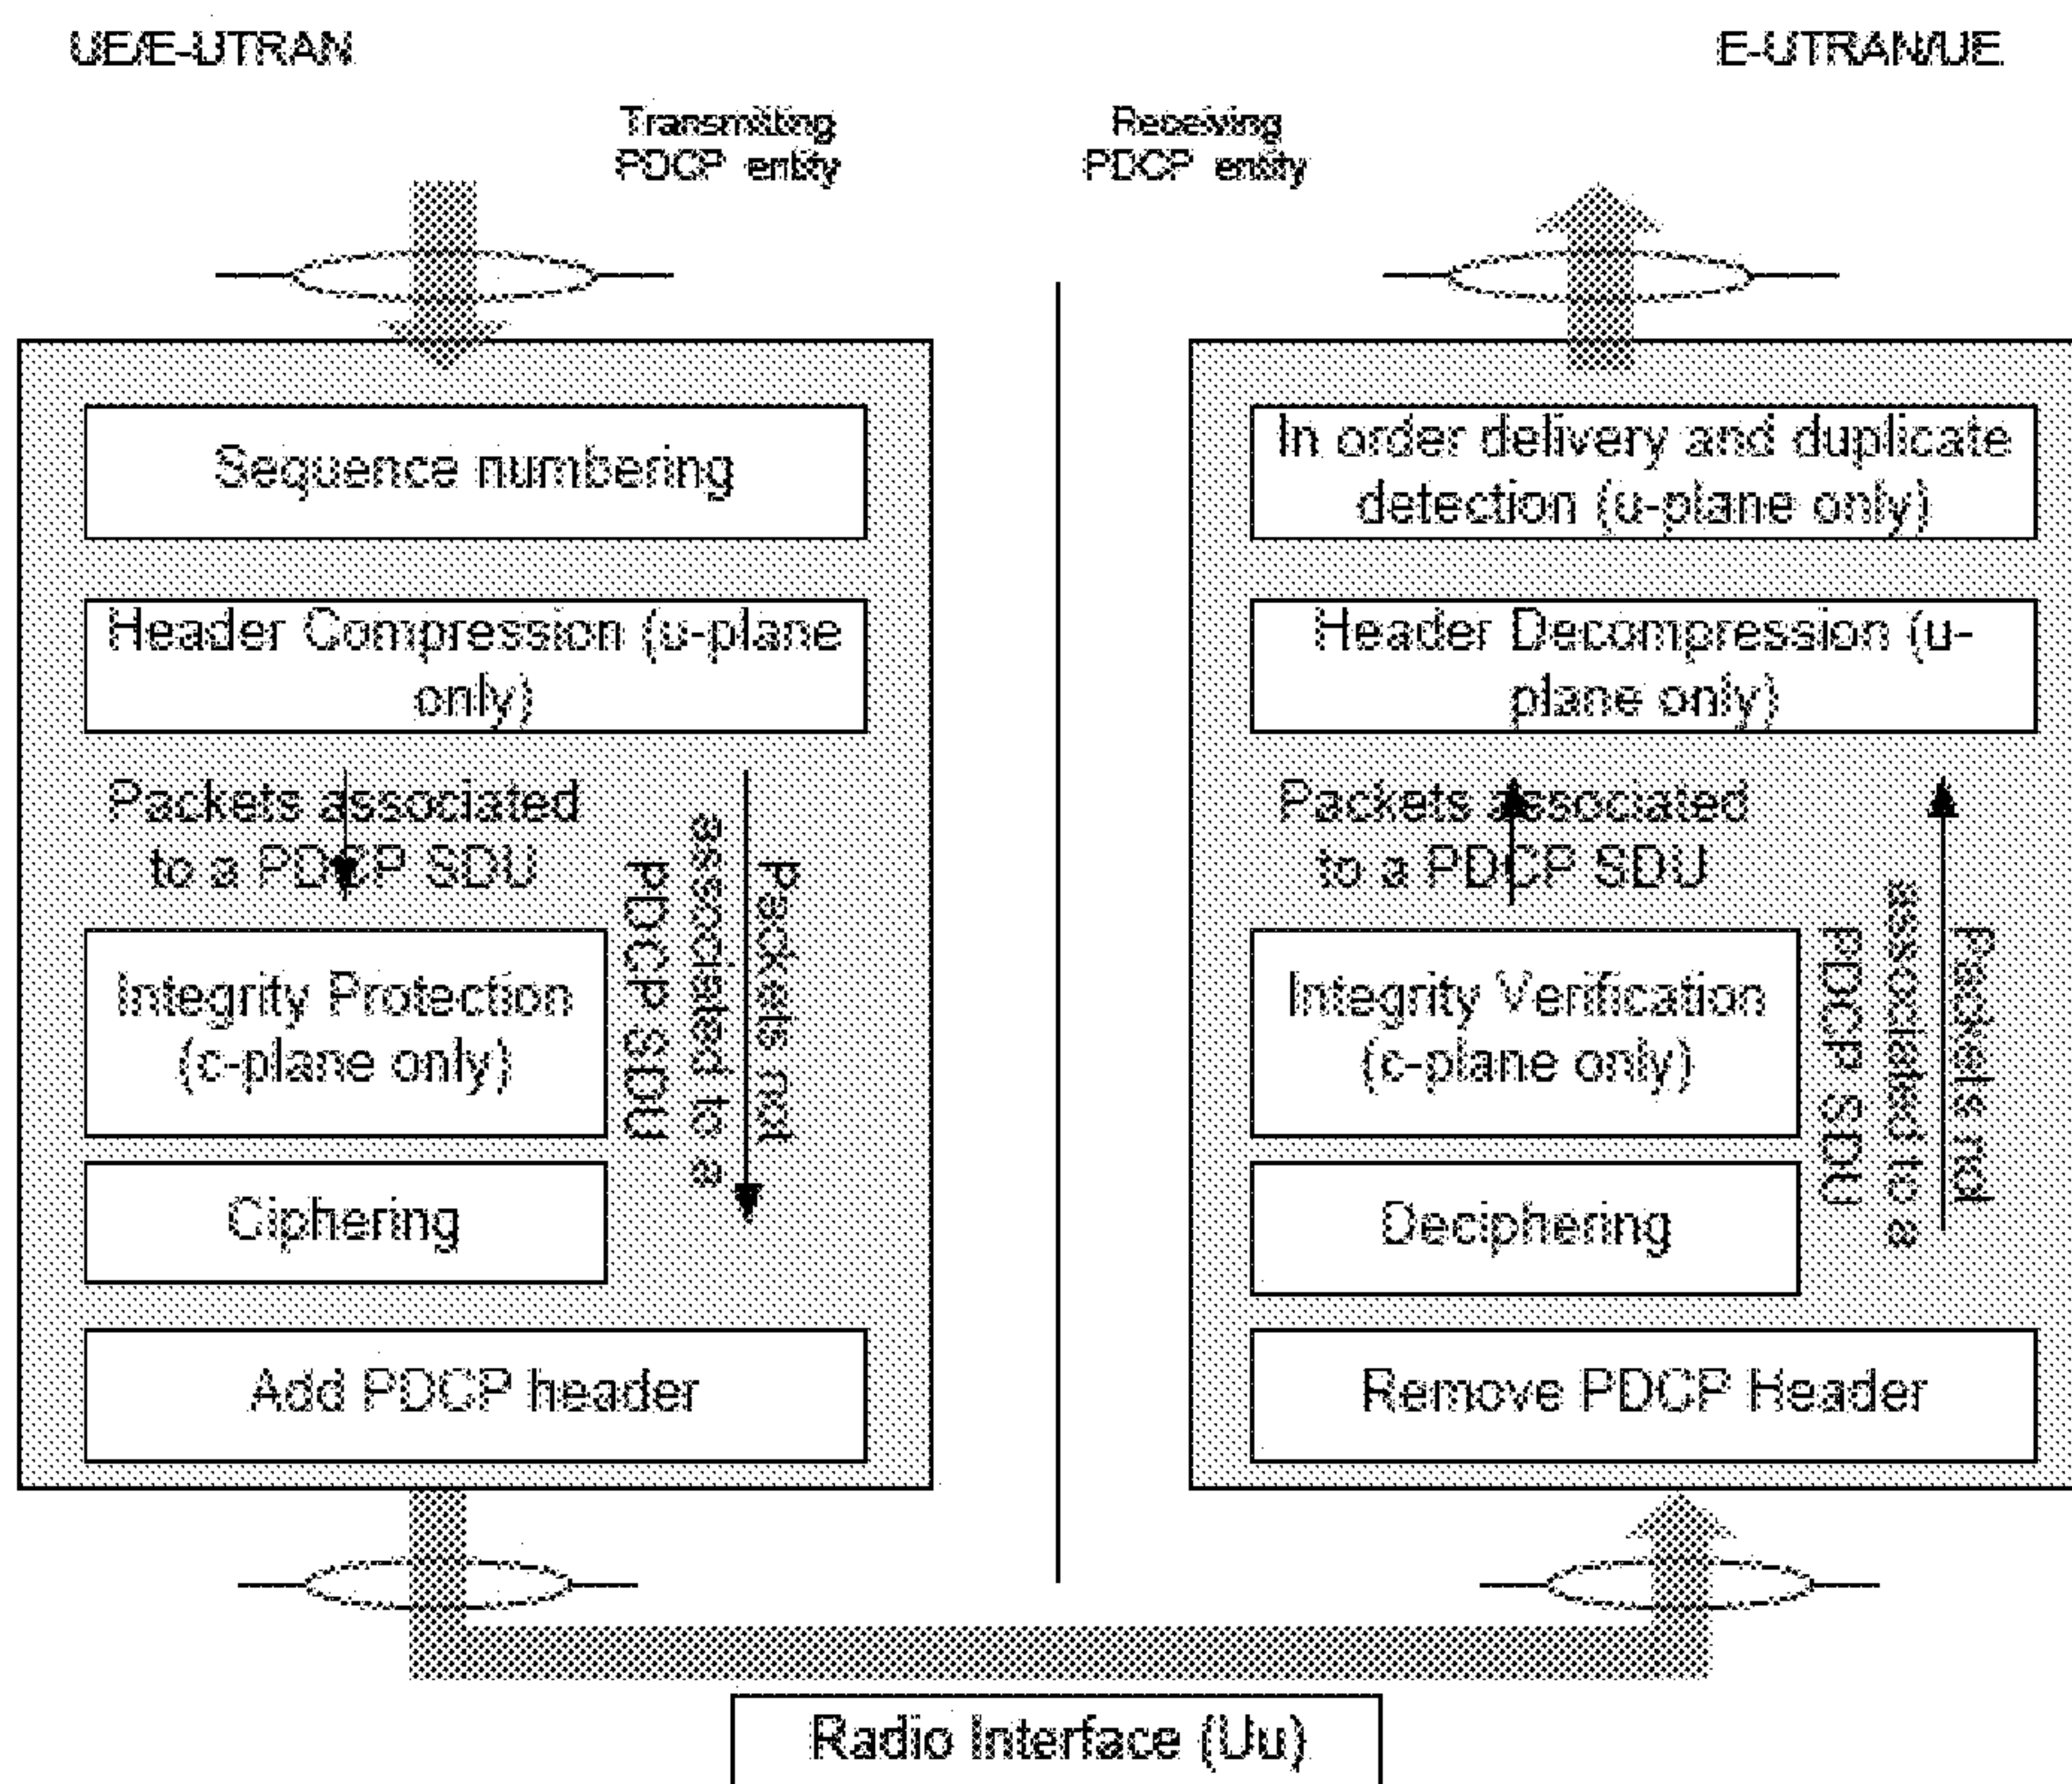 UE/E-UTRAN
E-UTRAN/UE
Transmitting
PDCP entity
Receiving
PDCP entity
Sequence numbering
Header Compression (u-plane
only)
Packets associated
to a PDCP SDU
Packets not
associated to a
PDCP SDU
Integrity Protection
(c-plane only)
Ciphering
Add PDCP header
In order delivery and duplicate
detection (u-plane only)
Header Decompression (u-
plane only)
Packets associated
to a PDCP SDU
Packets not
associated to a
PDCP SDU
Integrity Verification
(c-plane only)
Deciphering
Remove PDCP Header
Radio Interface (Uu)